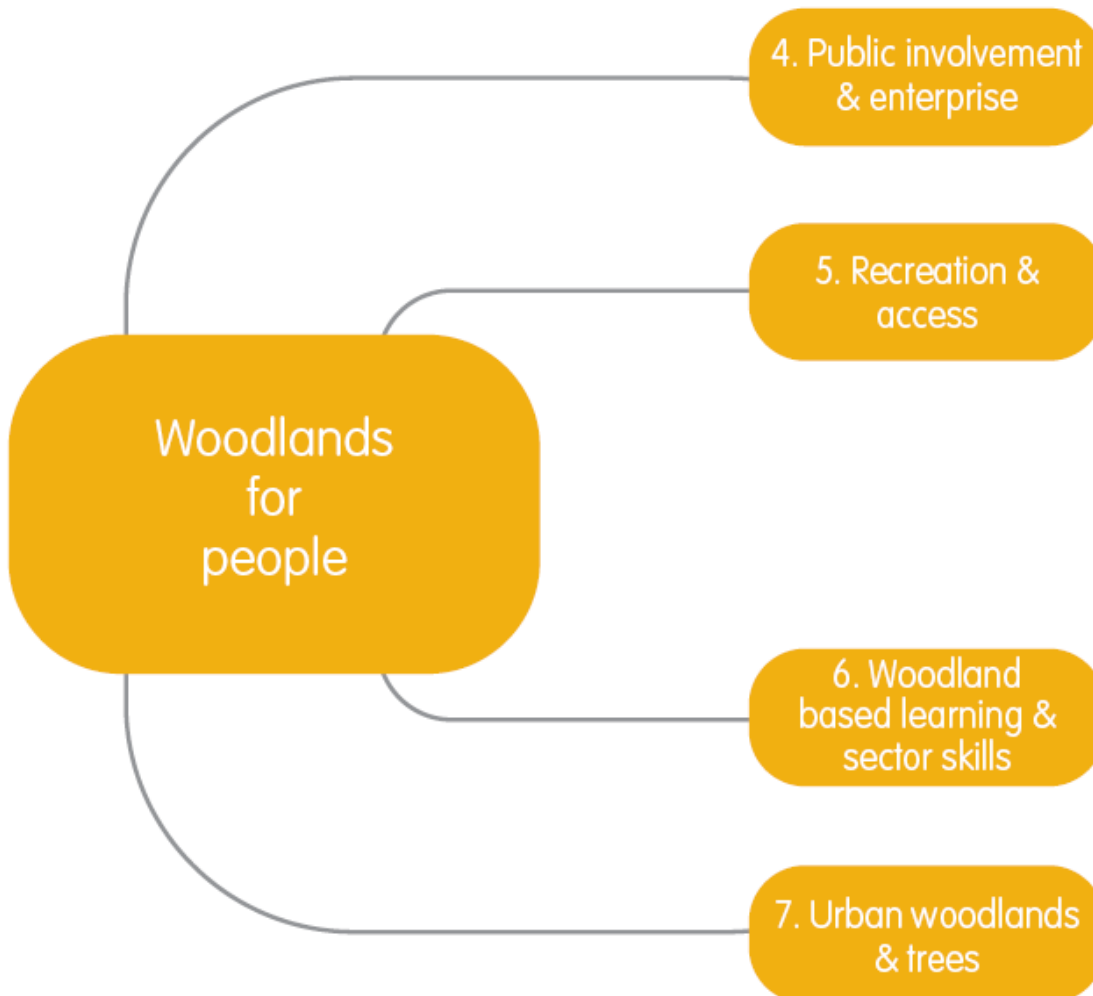 4. Public involvement
& enterprise
5. Recreation &
access
Woodlands
for
people
6. Woodland
based learning &
sector skills
7. Urban woodlands
& trees